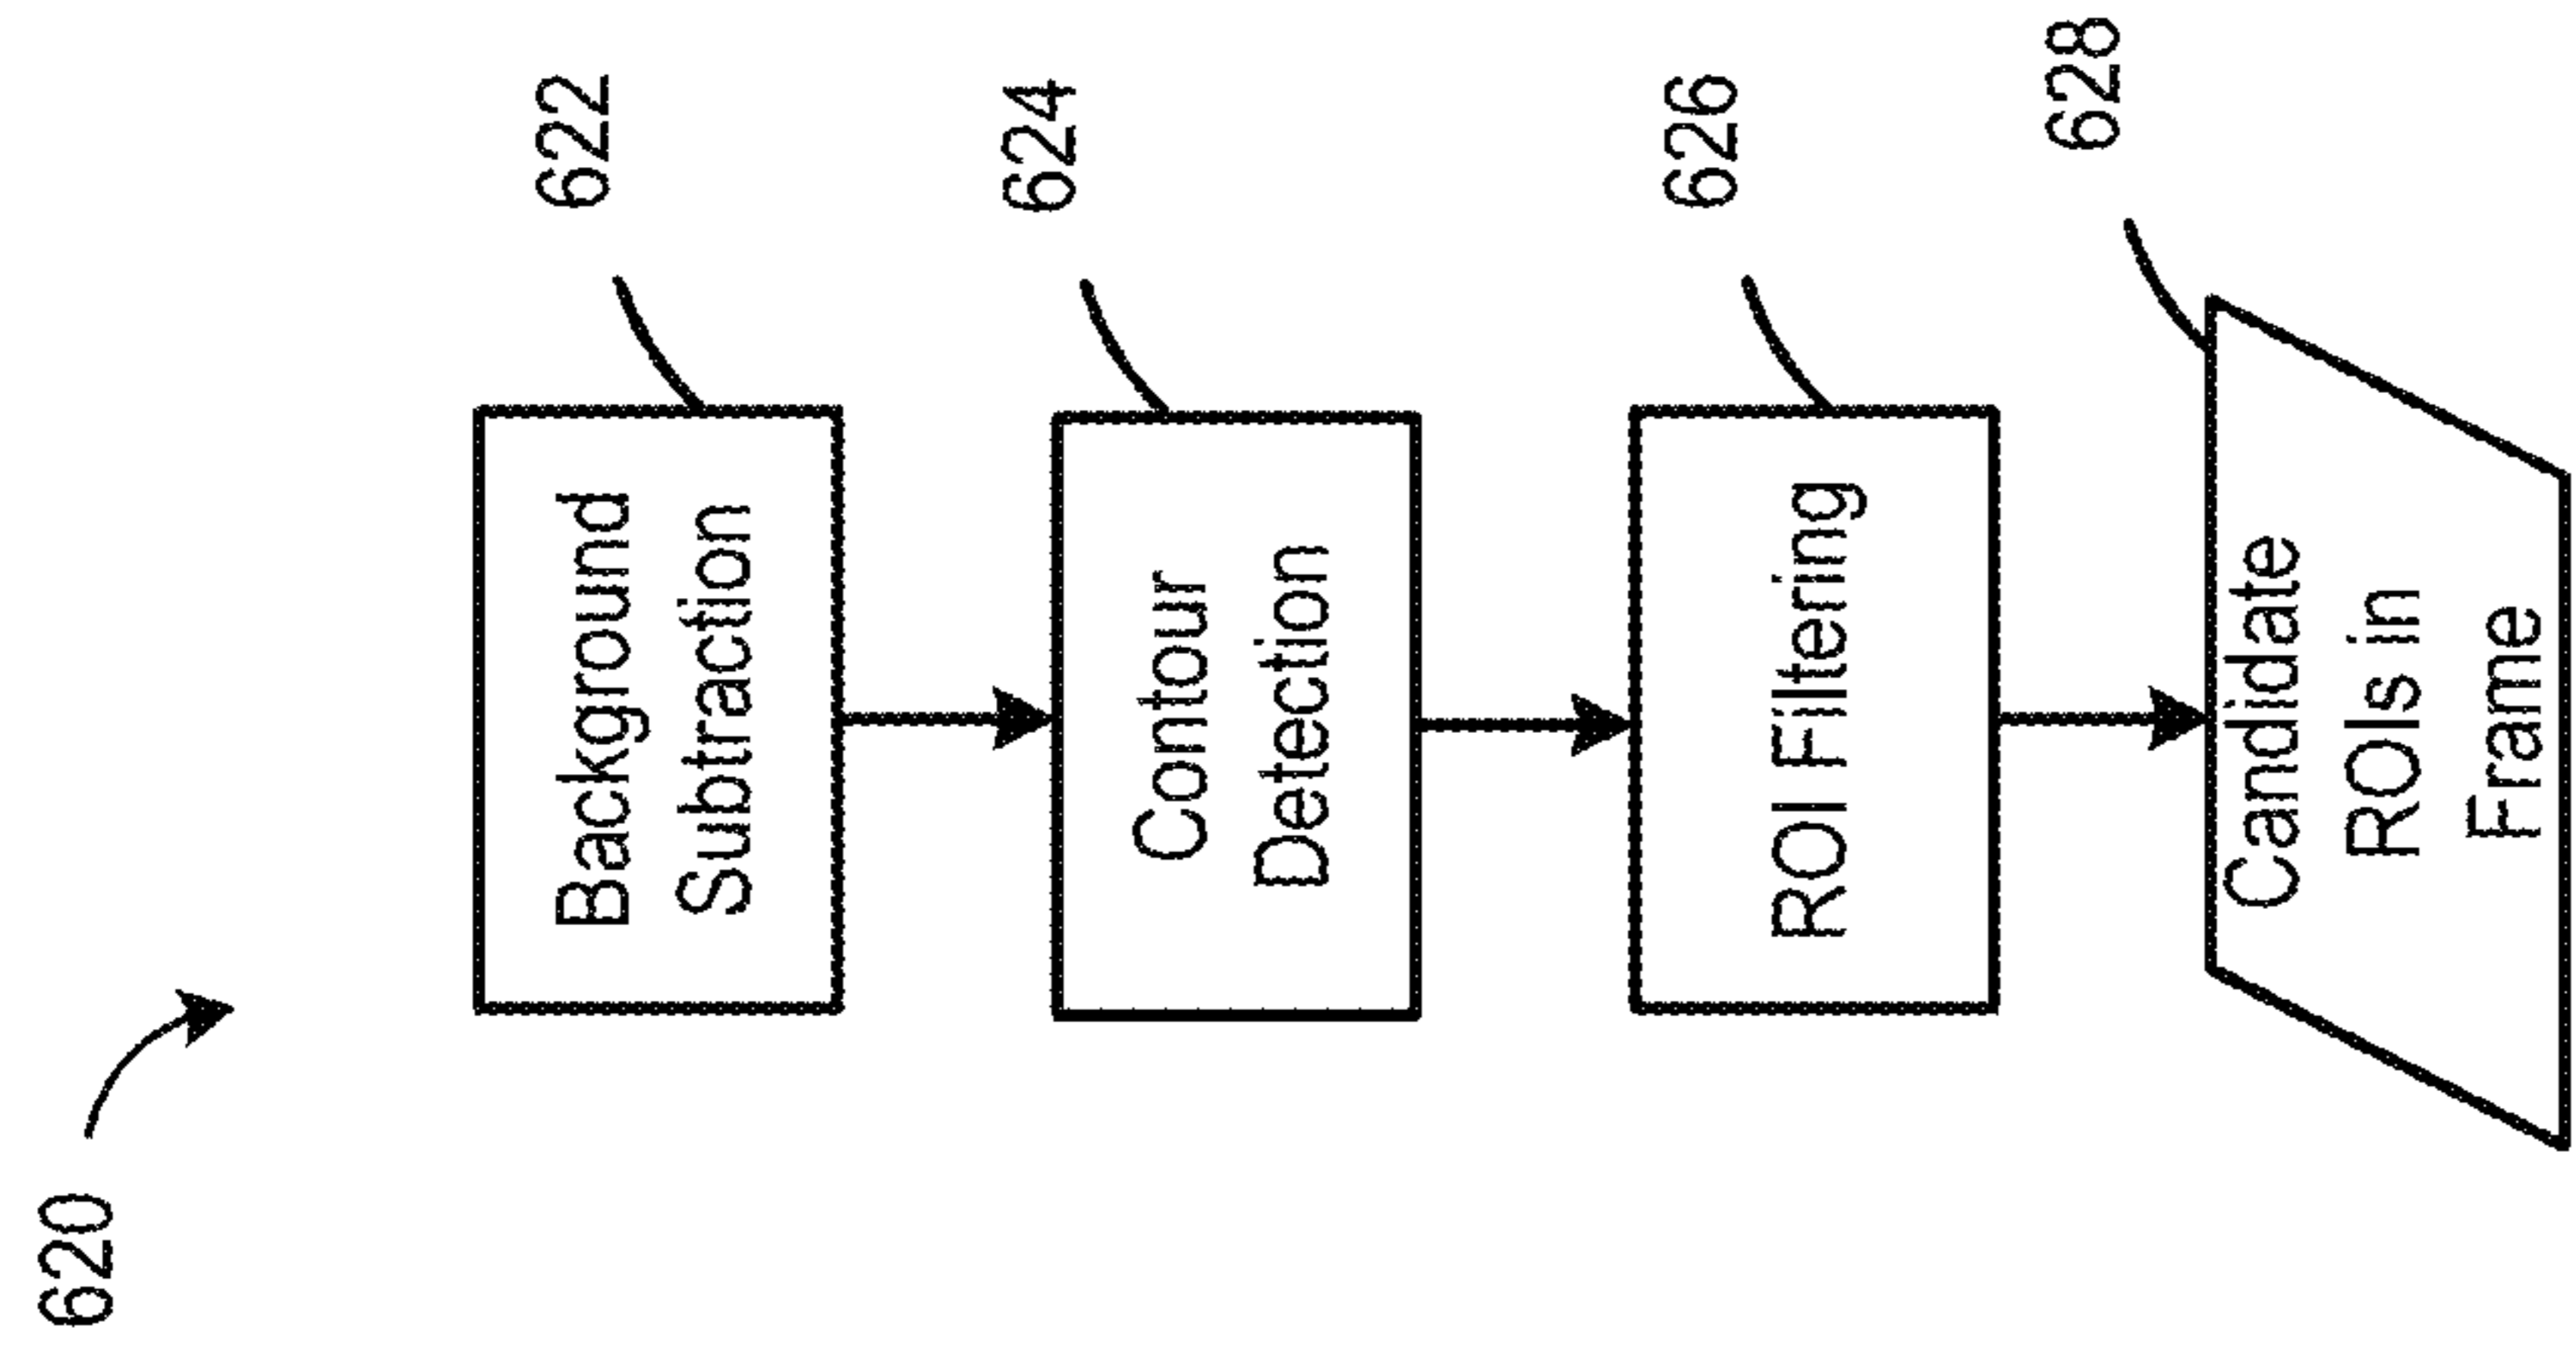 620
622
Background
Subtraction
624
Contour
Detection
626
ROI Filtering
628
Candidate
ROIs in
Frame